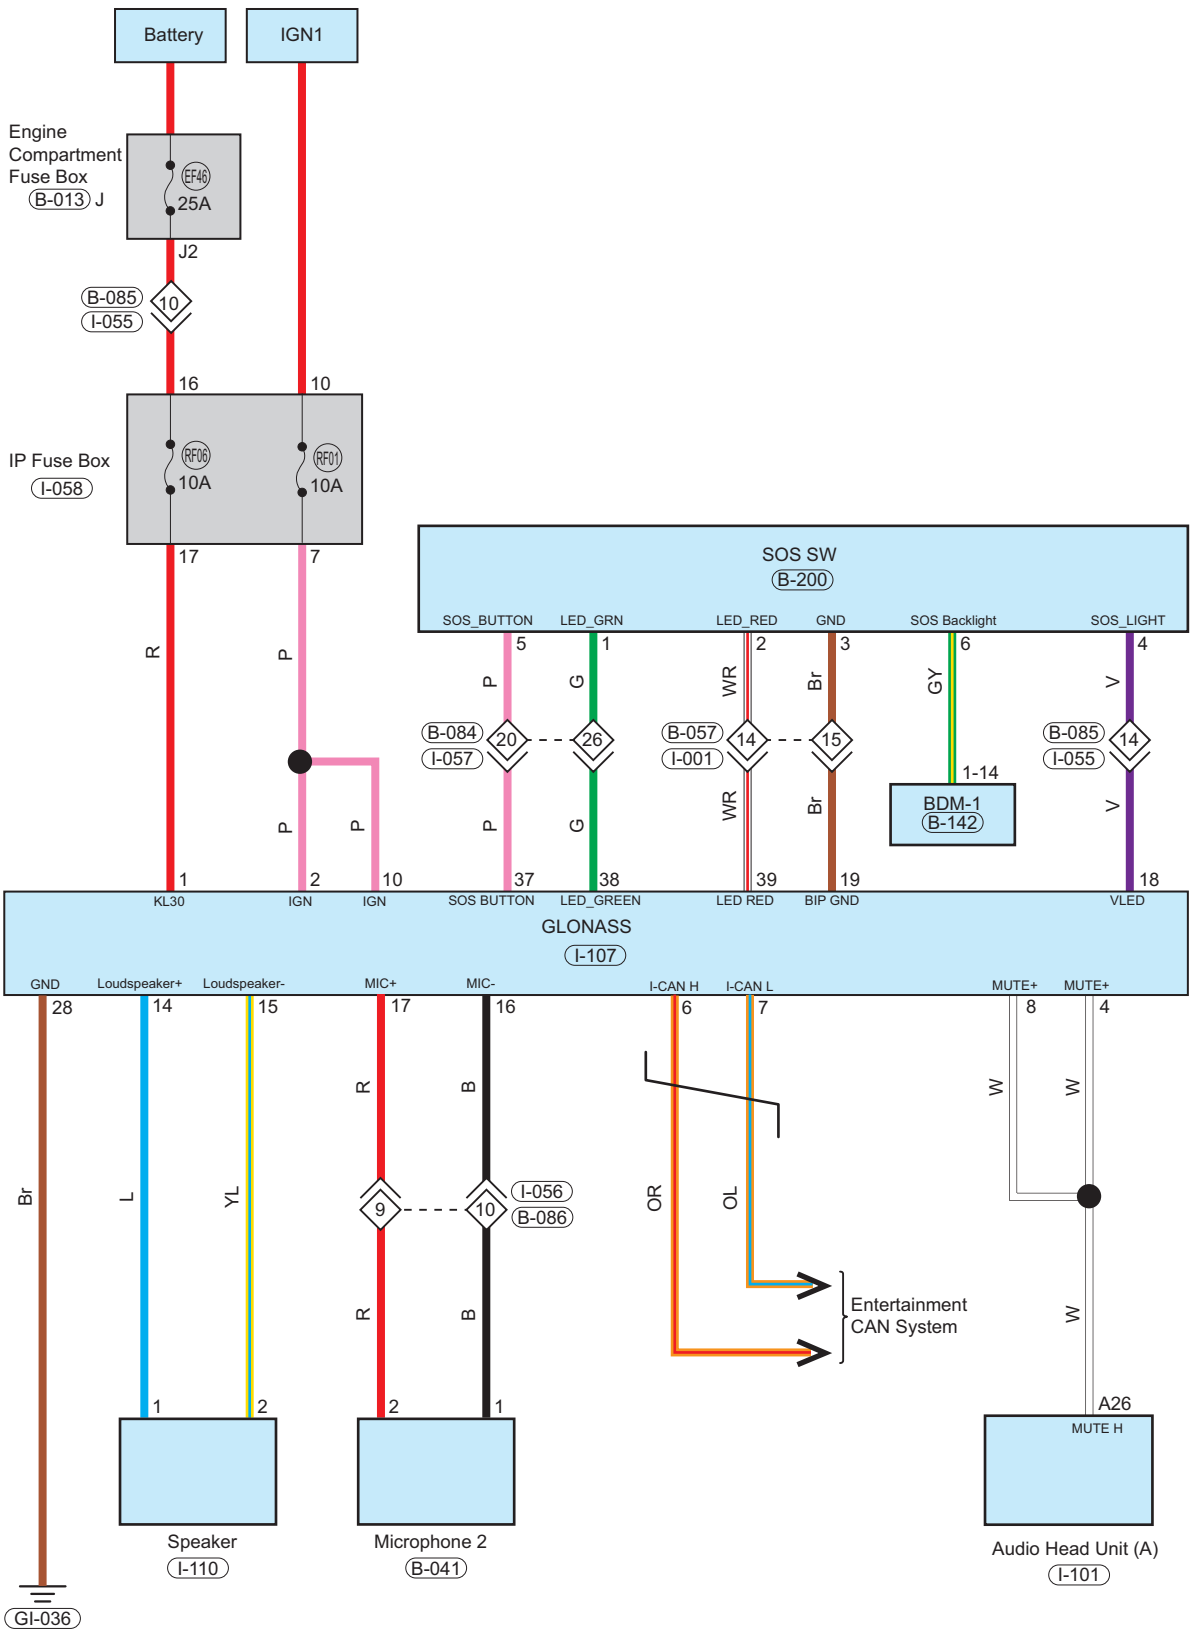 Battery
IGN1
Engine
Compartment
Fuse Box
B-013 J
EF46
25A
J2
B-085
I-055
10
16
10
IP Fuse Box
I-058
RF06
10A
RF01
10A
17
7
SOS SW
B-200
SOS_BUTTON
LED_GRN
LED_RED
GND
SOS Backlight
SOS_LIGHT
5
1
2
3
6
4
R
P
P
G
WR
Br
GY
V
B-084
I-057
20
26
B-057
I-001
14
15
B-085
I-055
14
1-14
BDM-1
B-142
P
P
P
G
WR
Br
V
1
2
10
37
38
39
19
18
KL30
IGN
IGN
SOS BUTTON
LED_GREEN
LED RED
BIP GND
VLED
GLONASS
I-107
GND
Loudspeaker+
Loudspeaker-
MIC+
MIC-
I-CAN H
I-CAN L
MUTE+
MUTE+
28
14
15
17
16
6
7
8
4
R
B
W
W
Br
L
YL
9
10
I-056
B-086
OR
OL
R
B
Entertainment
CAN System
W
1
2
2
1
A26
MUTE H
Speaker
I-110
Microphone 2
B-041
Audio Head Unit (A)
I-101
GI-036